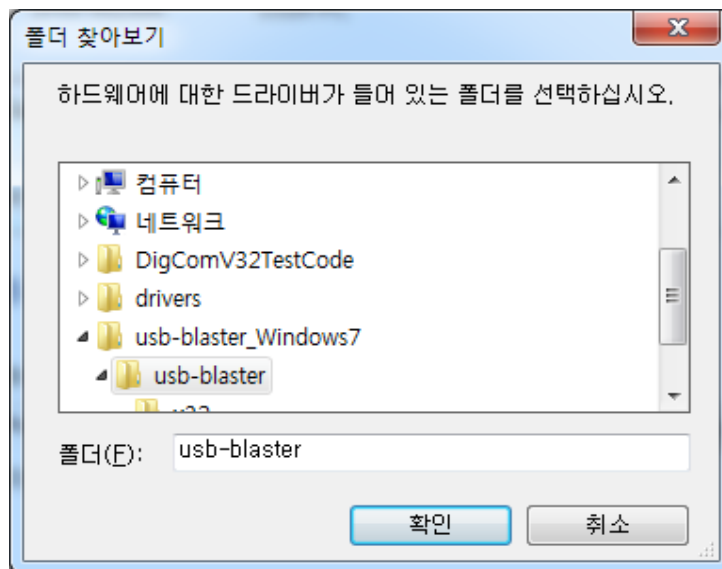 폴더 찾아보기
하드웨어에 대한 드라이버가 들어 있는 폴더를 선택하십시오.
컴퓨터
네트워크
DigComV32TestCode
drivers
usb-blaster_Windows7
usb-blaster
폴더(F): usb-blaster
확인 취소